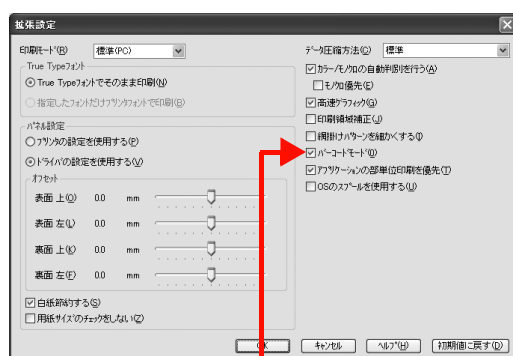 拡張設定
印刷モード(R) 標準(PC)
True Typeフォント
True Typeフォントでそのまま印刷(N)
指定したフォントだけプリンタフォントで印刷(B)
パネル設定
プリンタの設定を使用する(P)
ドライバの設定を使用する(V)
オフセット
表面 上(O) 0.0 mm
表面 左(L) 0.0 mm
裏面 上(K) 0.0 mm
裏面 左(F) 0.0 mm
白紙節約する(S)
用紙サイズのチェックをしない(Z)
データ圧縮方法(C) 標準
カラー/モノクロの自動判別を行う(A)
モノクロ優先(E)
高速グラフィック(G)
印刷領域補正(J)
網掛けパターンを細かくする(I)
バーコードモード(0)
アプリケーションの部単位印刷を優先(T)
OSのスプールを使用する(U)
OK キャンセル ヘルプ(H) 初期値に戻す(D)